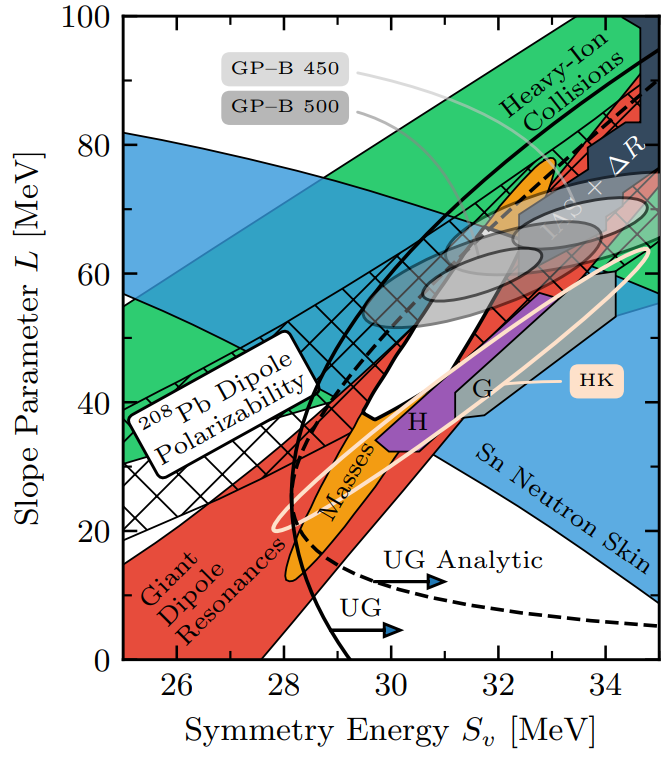 100
80
60
40
20
0
26
28
30
32
34
Slope Parameter L [MeV]
Symmetry Energy Sᵥ [MeV]
GP–B 450
GP–B 500
Heavy-Ion
Collisions
IAS × ΔR
²⁰⁸Pb Dipole
Polarizability
HK
G
H
Masses
Sn Neutron Skin
Giant
Dipole
Resonances
UG Analytic
UG